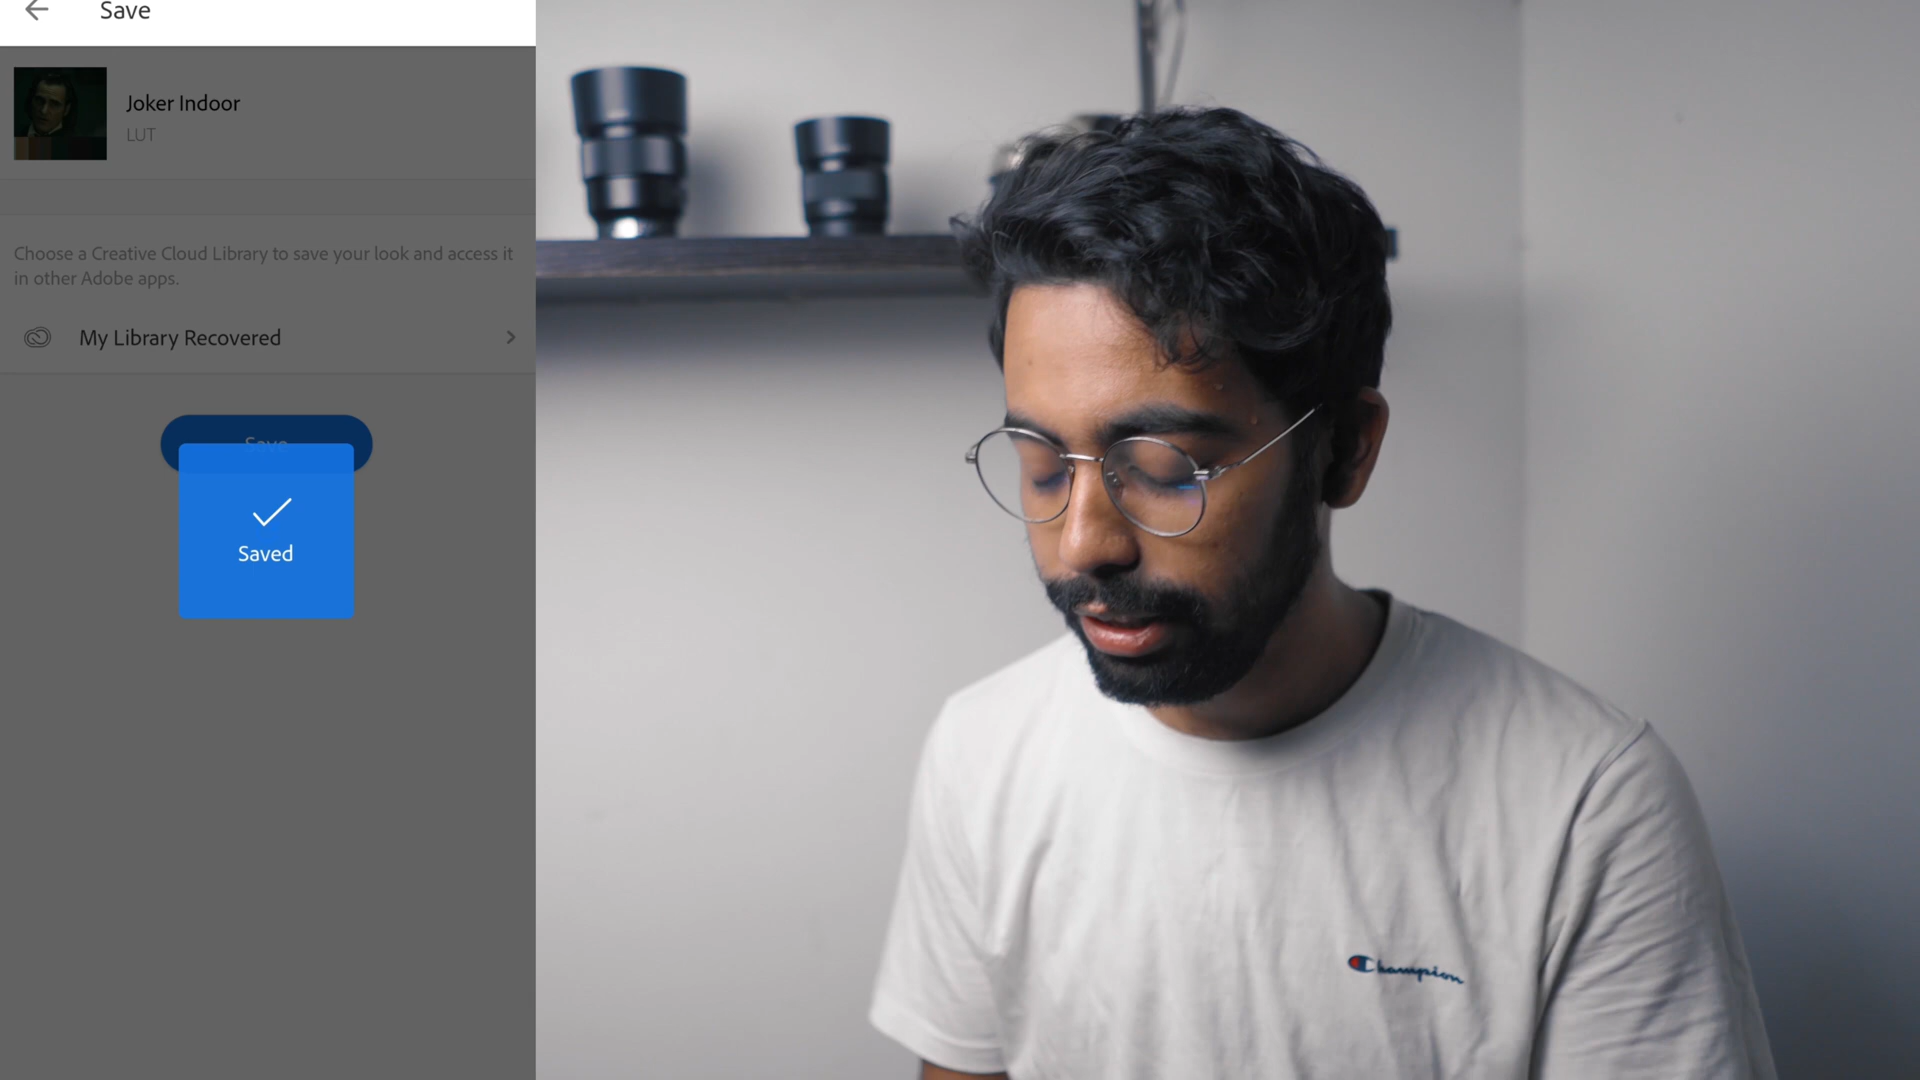 Save
Joker Indoor
LUT
Choose a Creative Cloud Library to save your look and access it
in other Adobe apps.
My Library Recovered
Save
Saved
Champion